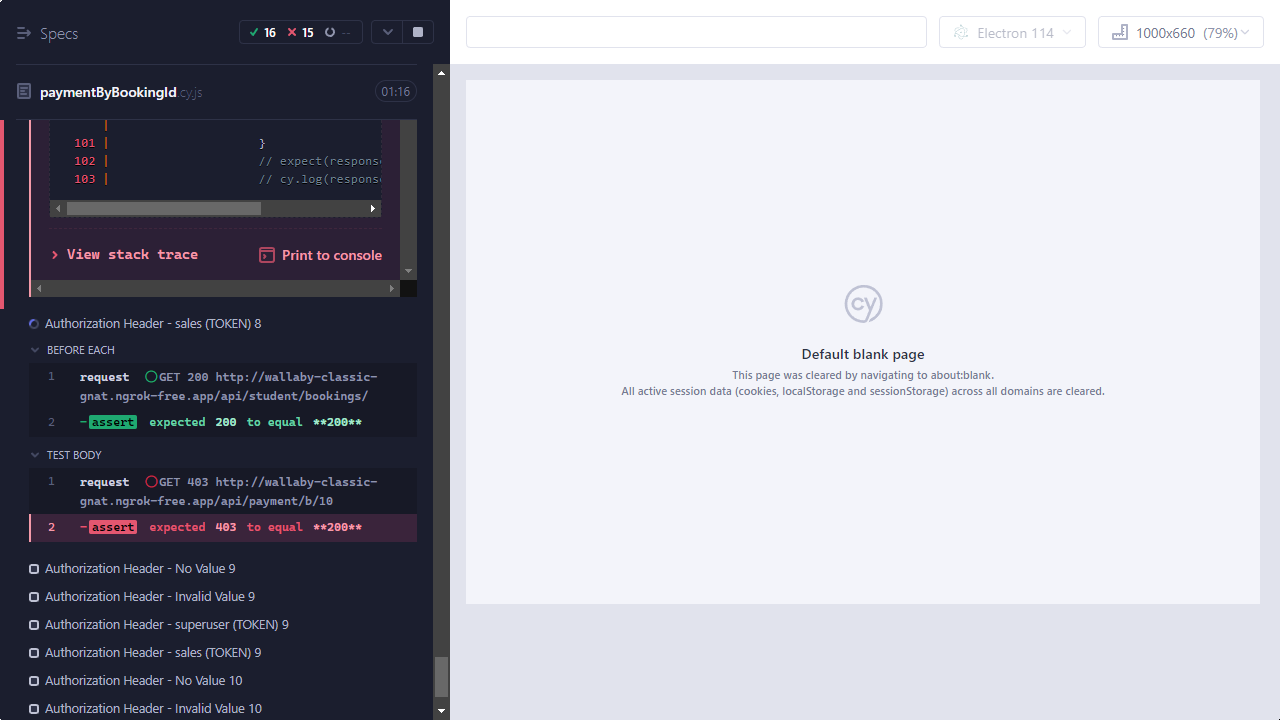 Specs
16 15 --
Electron 114
1000x660 (79%)
paymentByBookingId.cy.js
01:16
|
101 | }
102 | // expect(response
103 | // cy.log(response
View stack trace
Print to console
Authorization Header - sales (TOKEN) 8
BEFORE EACH
1 request GET 200 http://wallaby-classic-
gnat.ngrok-free.app/api/student/bookings/
2 -assert expected 200 to equal **200**
TEST BODY
1 request GET 403 http://wallaby-classic-
gnat.ngrok-free.app/api/payment/b/10
2 -assert expected 403 to equal **200**
Authorization Header - No Value 9
Authorization Header - Invalid Value 9
Authorization Header - superuser (TOKEN) 9
Authorization Header - sales (TOKEN) 9
Authorization Header - No Value 10
Authorization Header - Invalid Value 10
cy
Default blank page
This page was cleared by navigating to about:blank.
All active session data (cookies, localStorage and sessionStorage) across all domains are cleared.